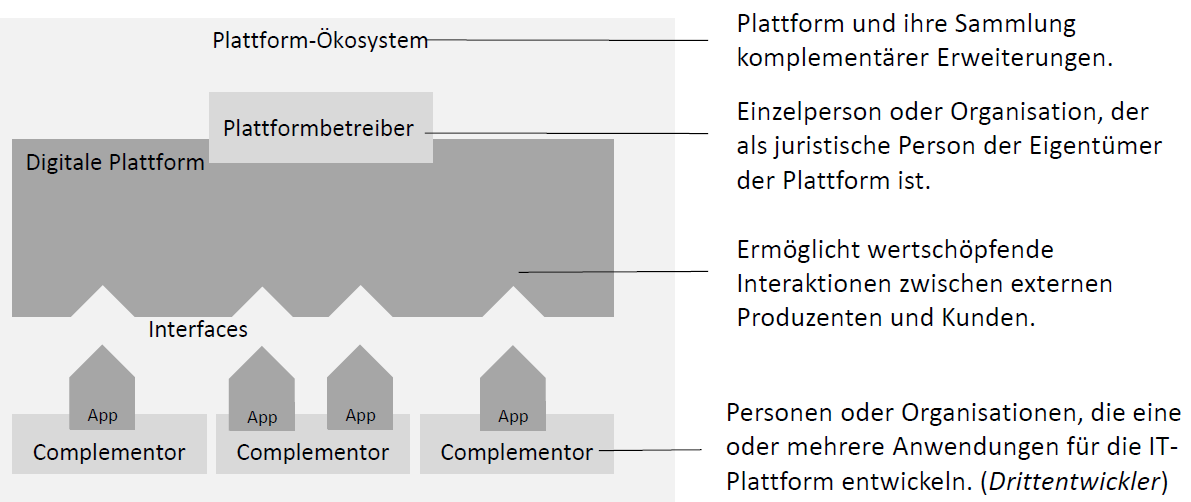 Plattform-Ökosystem
Plattform und ihre Sammlung
komplementärer Erweiterungen.
Plattformbetreiber
Einzelperson oder Organisation, der
als juristische Person der Eigentümer
der Plattform ist.
Digitale Plattform
Ermöglicht wertschöpfende
Interaktionen zwischen externen
Produzenten und Kunden.
Interfaces
App
App
App
App
Complementor
Complementor
Complementor
Personen oder Organisationen, die eine
oder mehrere Anwendungen für die IT-
Plattform entwickeln. (Drittentwickler)